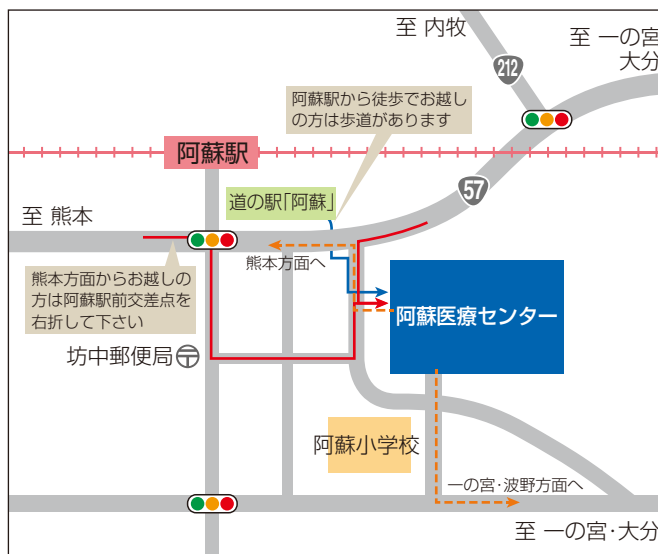 至 内牧
至 一の宮
大分
212
阿蘇駅から徒歩でお越し
の方は歩道があります
阿蘇駅
57
道の駅「阿蘇」
至 熊本
熊本方面へ
熊本方面からお越しの
方は阿蘇駅前交差点を
右折して下さい
阿蘇医療センター
坊中郵便局〒
阿蘇小学校
一の宮・波野方面へ
至 一の宮・大分